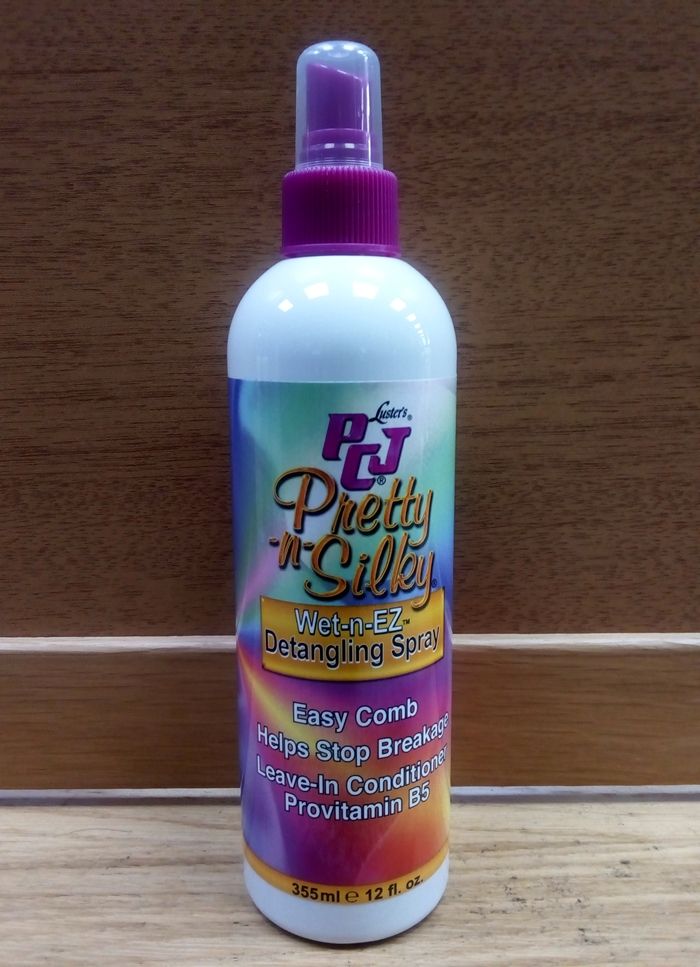 Luster's®
PCJ®
Pretty
-n-
Silky®
Wet-n-EZ™
Detangling Spray
Easy Comb
Helps Stop Breakage
Leave-In Conditioner
Provitamin B5
355ml ℮ 12 fl. oz.